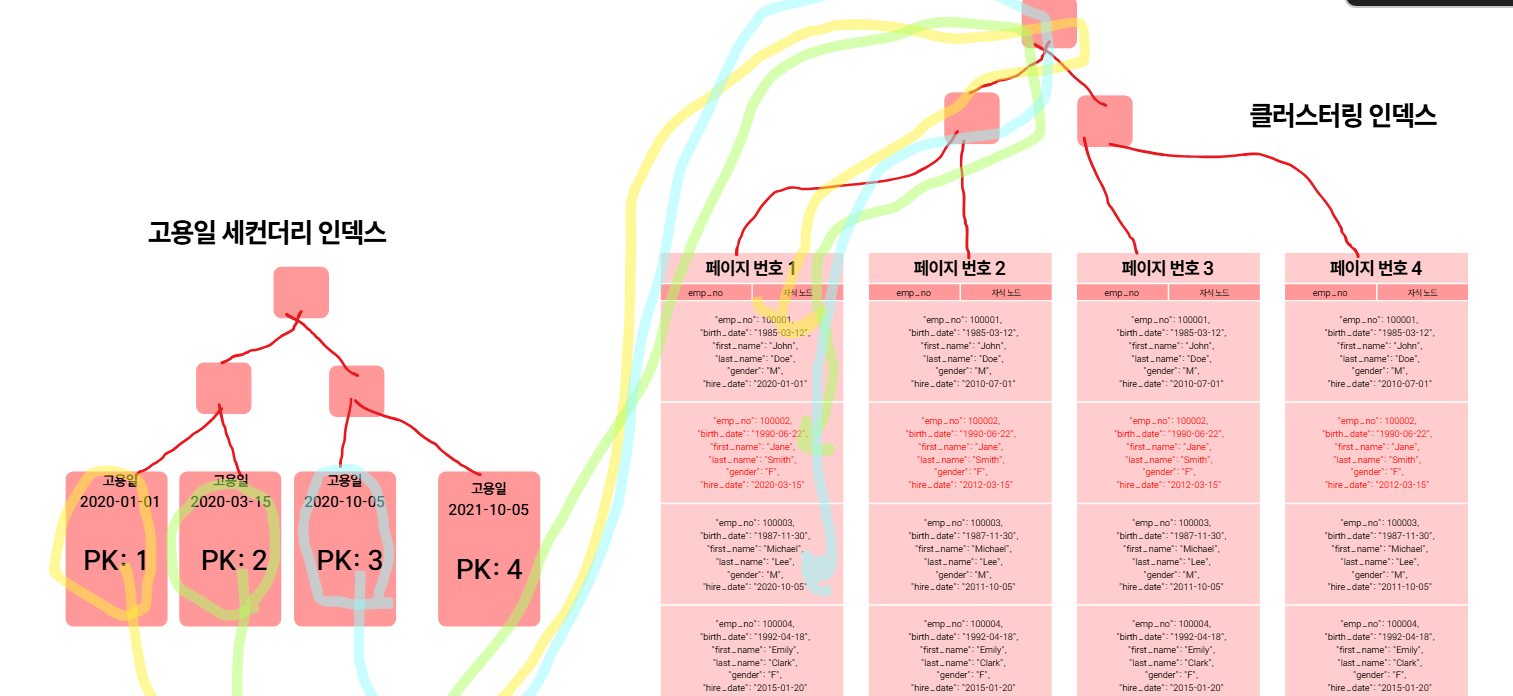 클러스터링 인덱스
고용일 세컨더리 인덱스
고용일
2020-01-01
PK: 1
고용일
2020-03-15
PK: 2
고용일
2020-10-05
PK: 3
고용일
2021-10-05
PK: 4
페이지 번호 1
emp_no 자식 노드
"emp_no": 100001,
"birth_date": "1985-03-12",
"first_name": "John",
"last_name": "Doe",
"gender": "M",
"hire_date": "2020-01-01"
"emp_no": 100002,
"birth_date": "1990-06-22",
"first_name": "Jane",
"last_name": "Smith",
"gender": "F",
"hire_date": "2020-03-15"
"emp_no": 100003,
"birth_date": "1987-11-30",
"first_name": "Michael",
"last_name": "Lee",
"gender": "M",
"hire_date": "2020-10-05"
"emp_no": 100004,
"birth_date": "1992-04-18",
"first_name": "Emily",
"last_name": "Clark",
"gender": "F",
"hire_date": "2015-01-20"
페이지 번호 2
emp_no 자식 노드
"emp_no": 100001,
"birth_date": "1985-03-12",
"first_name": "John",
"last_name": "Doe",
"gender": "M",
"hire_date": "2010-07-01"
"emp_no": 100002,
"birth_date": "1990-06-22",
"first_name": "Jane",
"last_name": "Smith",
"gender": "F",
"hire_date": "2012-03-15"
"emp_no": 100003,
"birth_date": "1987-11-30",
"first_name": "Michael",
"last_name": "Lee",
"gender": "M",
"hire_date": "2011-10-05"
"emp_no": 100004,
"birth_date": "1992-04-18",
"first_name": "Emily",
"last_name": "Clark",
"gender": "F",
"hire_date": "2015-01-20"
페이지 번호 3
emp_no 자식 노드
"emp_no": 100001,
"birth_date": "1985-03-12",
"first_name": "John",
"last_name": "Doe",
"gender": "M",
"hire_date": "2010-07-01"
"emp_no": 100002,
"birth_date": "1990-06-22",
"first_name": "Jane",
"last_name": "Smith",
"gender": "F",
"hire_date": "2012-03-15"
"emp_no": 100003,
"birth_date": "1987-11-30",
"first_name": "Michael",
"last_name": "Lee",
"gender": "M",
"hire_date": "2011-10-05"
"emp_no": 100004,
"birth_date": "1992-04-18",
"first_name": "Emily",
"last_name": "Clark",
"gender": "F",
"hire_date": "2015-01-20"
페이지 번호 4
emp_no 자식 노드
"emp_no": 100001,
"birth_date": "1985-03-12",
"first_name": "John",
"last_name": "Doe",
"gender": "M",
"hire_date": "2010-07-01"
"emp_no": 100002,
"birth_date": "1990-06-22",
"first_name": "Jane",
"last_name": "Smith",
"gender": "F",
"hire_date": "2012-03-15"
"emp_no": 100003,
"birth_date": "1987-11-30",
"first_name": "Michael",
"last_name": "Lee",
"gender": "M",
"hire_date": "2011-10-05"
"emp_no": 100004,
"birth_date": "1992-04-18",
"first_name": "Emily",
"last_name": "Clark",
"gender": "F",
"hire_date": "2015-01-20"